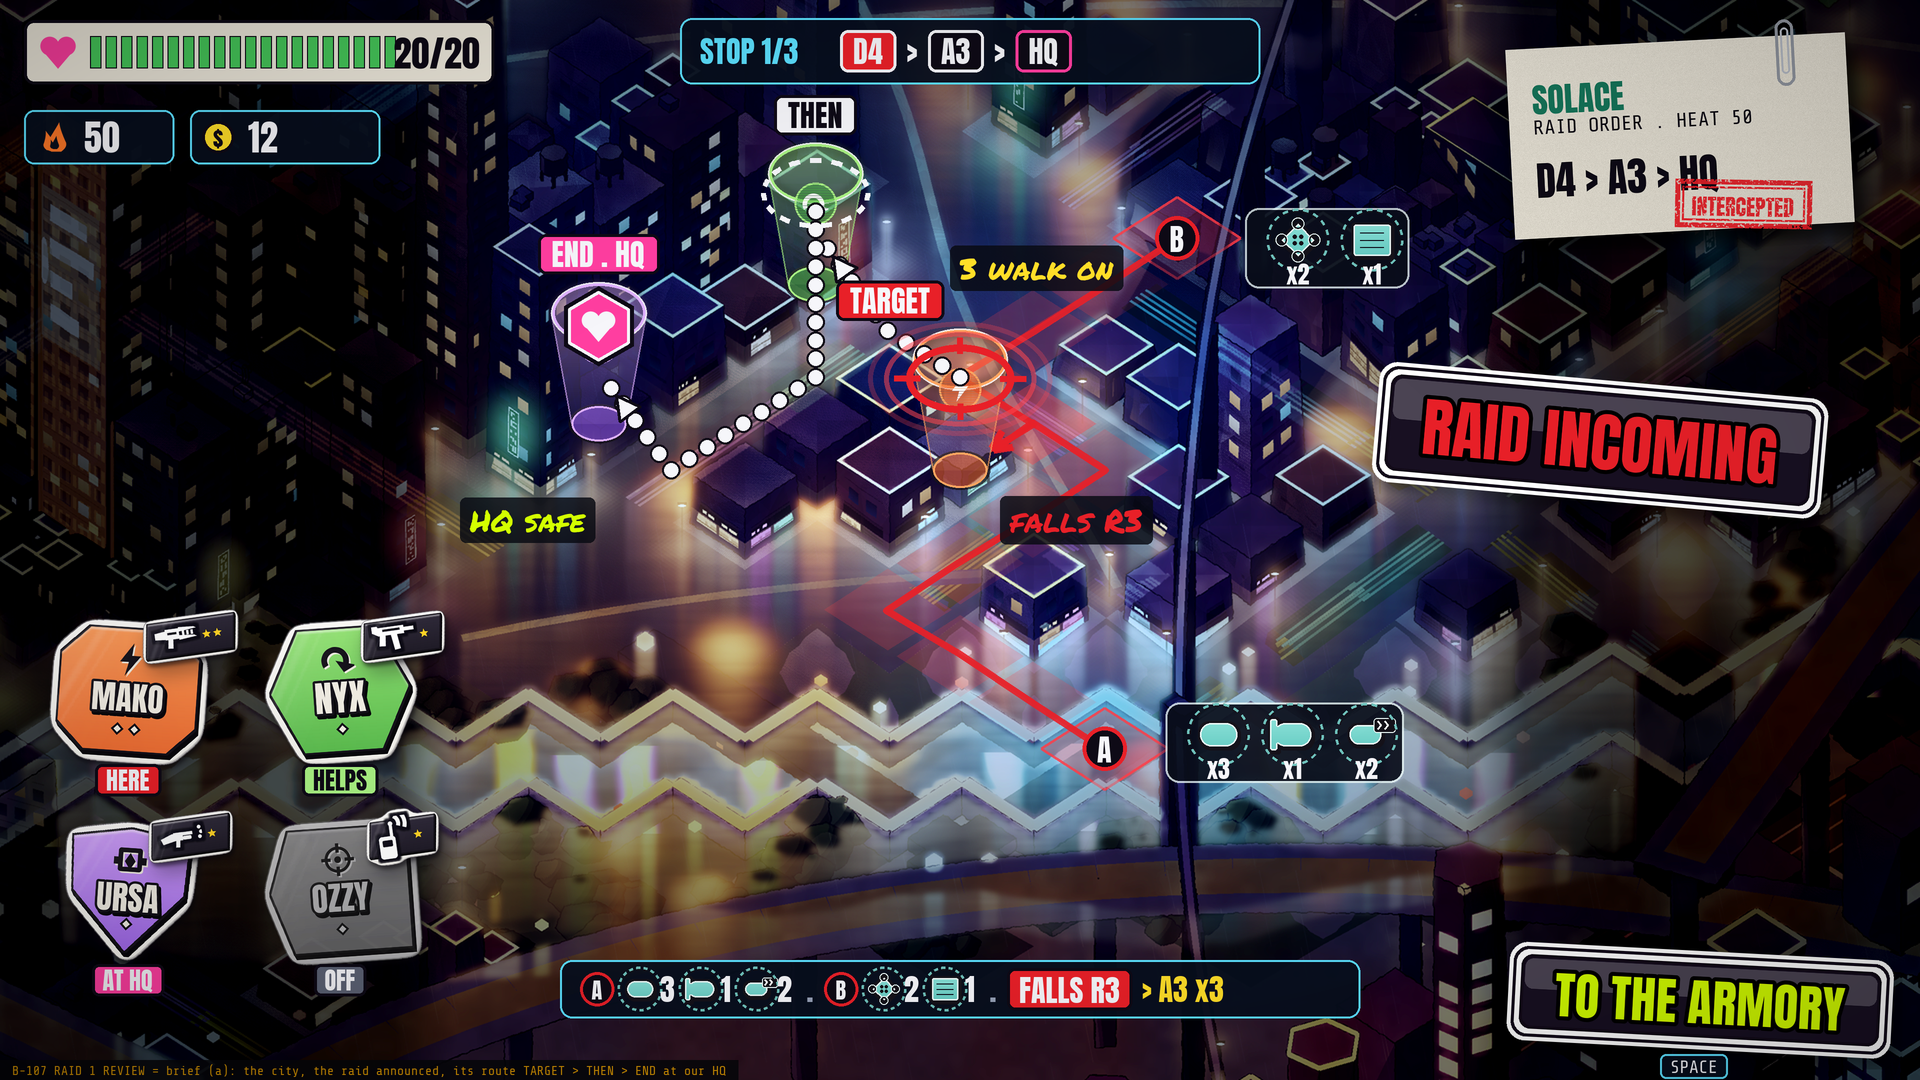 20/20
50
12
STOP 1/3 D4 > A3 > HQ
SOLACE
RAID ORDER . HEAT 50
D4 > A3 > HQ
INTERCEPTED
THEN
END . HQ
TARGET
3 WALK ON
B
x2 x1
RAID INCOMING
HQ SAFE
FALLS R3
A
x3 x1 x2
MAKO
HERE
NYX
HELPS
URSA
AT HQ
OZZY
OFF
A 3 1 2 . B 2 1 . FALLS R3 > A3 x3
TO THE ARMORY
SPACE
B-107 RAID 1 REVIEW = brief (a): the city, the raid announced, its route TARGET > THEN > END at our HQ